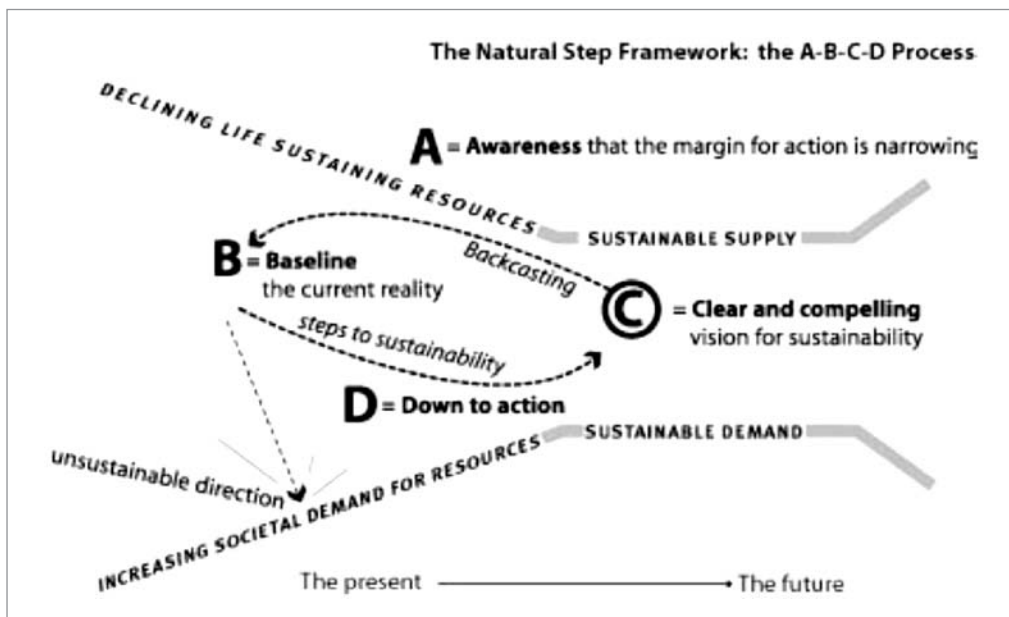 The Natural Step Framework: the A-B-C-D Process
DECLINING LIFE SUSTAINING RESOURCES
A = Awareness that the margin for action is narrowing
SUSTAINABLE SUPPLY
Backcasting
B = Baseline
the current reality
C = Clear and compelling
vision for sustainability
steps to sustainability
D = Down to action
SUSTAINABLE DEMAND
unsustainable direction
INCREASING SOCIETAL DEMAND FOR RESOURCES
The present
The future